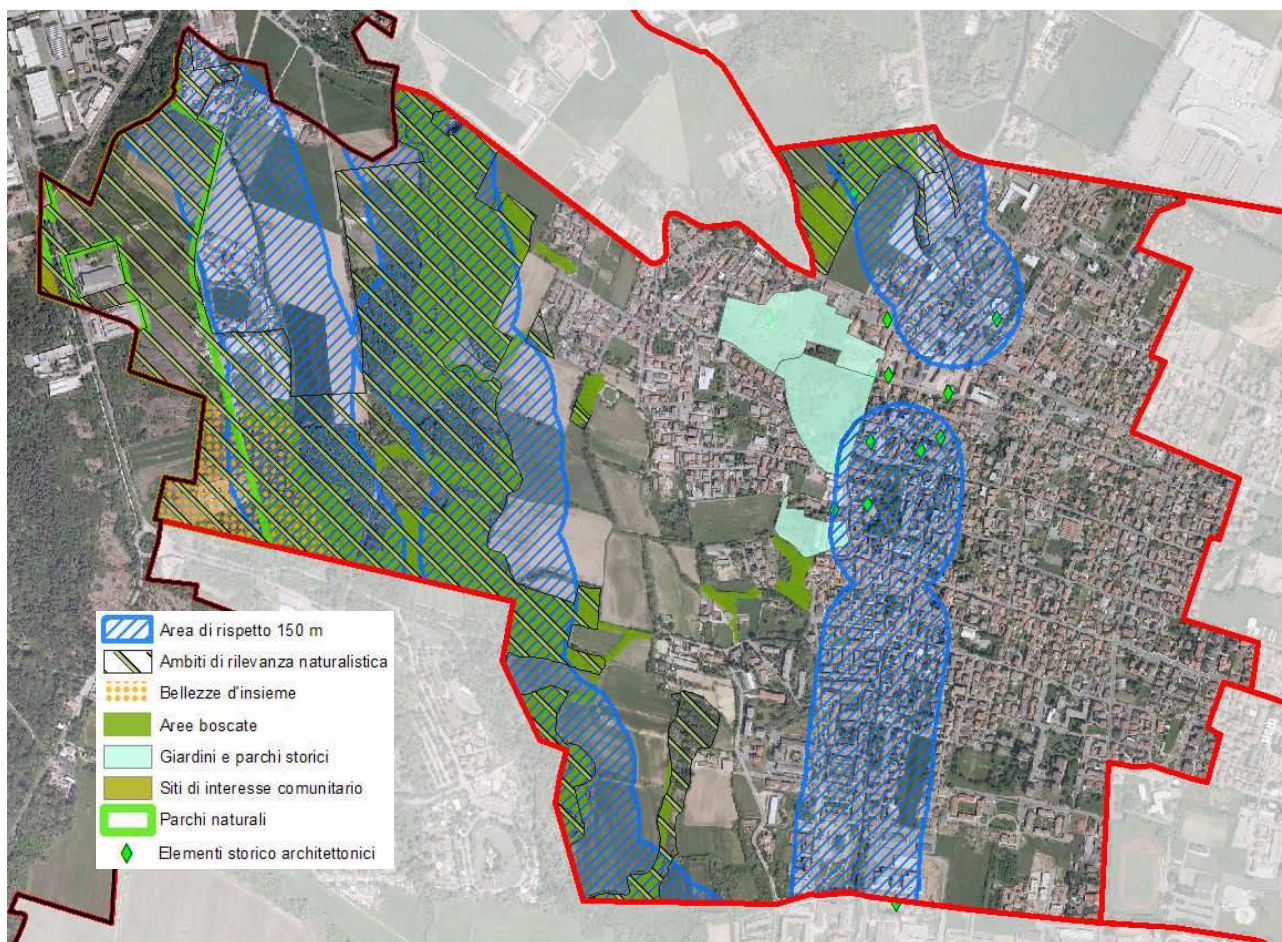 Area di rispetto 150 m
Ambiti di rilevanza naturalistica
Bellezze d'insieme
Aree boscate
Giardini e parchi storici
Siti di interesse comunitario
Parchi naturali
Elementi storico architettonici